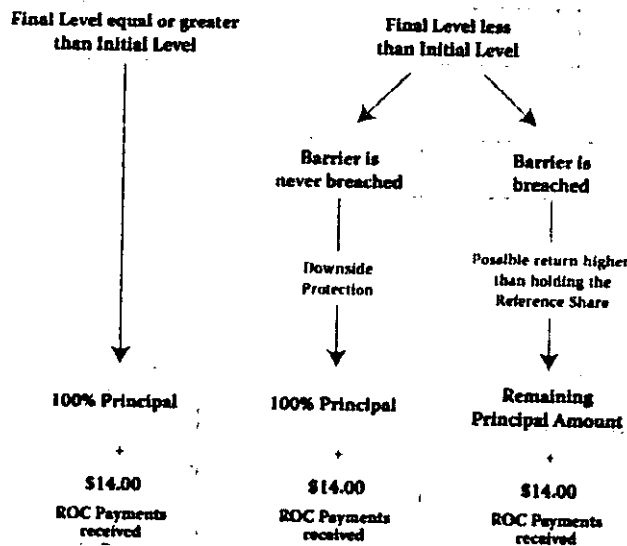 Final Level equal or greater
than Initial Level
Final Level less
than Initial Level
Barrier is
never breached
Barrier is
breached
Downside
Protection
Possible return higher
than holding the
Reference Share
100% Principal
+
$14.00
ROC Payments
received
100% Principal
+
$14.00
ROC Payments
received
Remaining
Principal Amount
+
$14.00
ROC Payments
received